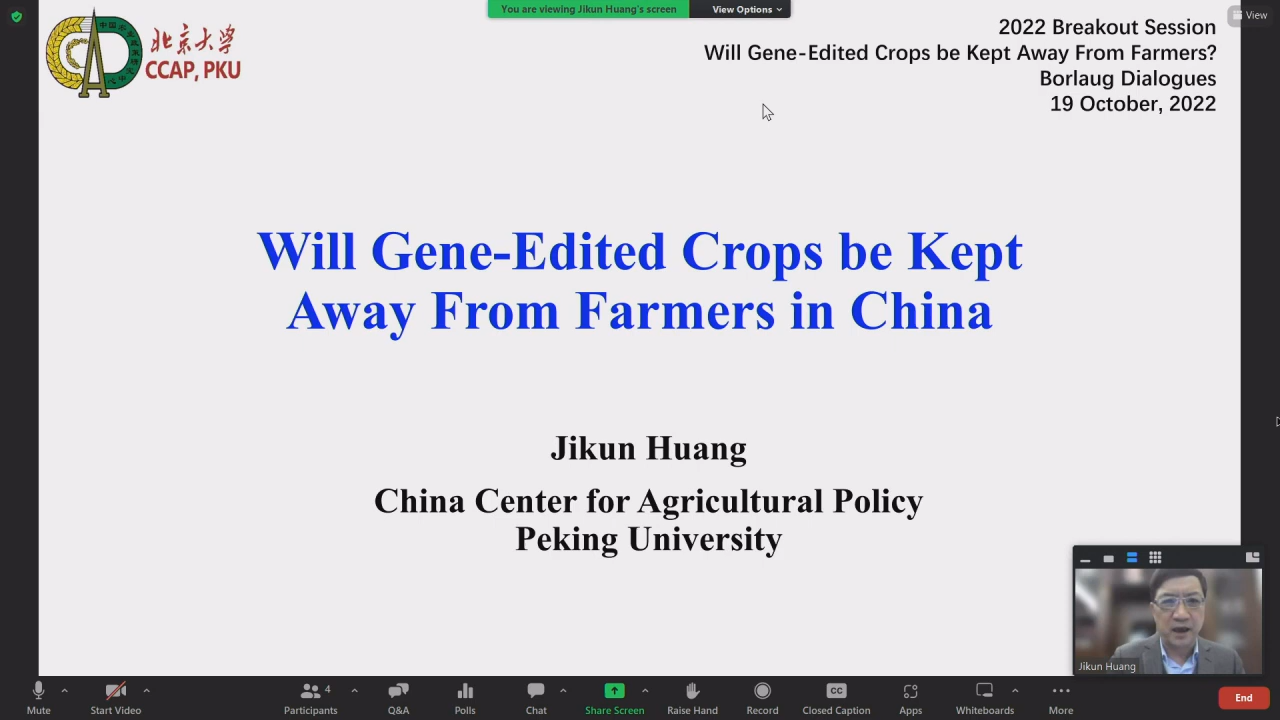 You are viewing Jikun Huang's screen
View Options
View
北京大学
CCAP, PKU
2022 Breakout Session
Will Gene-Edited Crops be Kept Away From Farmers?
Borlaug Dialogues
19 October, 2022
Will Gene-Edited Crops be Kept
Away From Farmers in China
Jikun Huang
China Center for Agricultural Policy
Peking University
Jikun Huang
Mute
Start Video
4
Participants
Q&A
Polls
Chat
Share Screen
Raise Hand
Record
CC
Closed Caption
Apps
Whiteboards
More
End